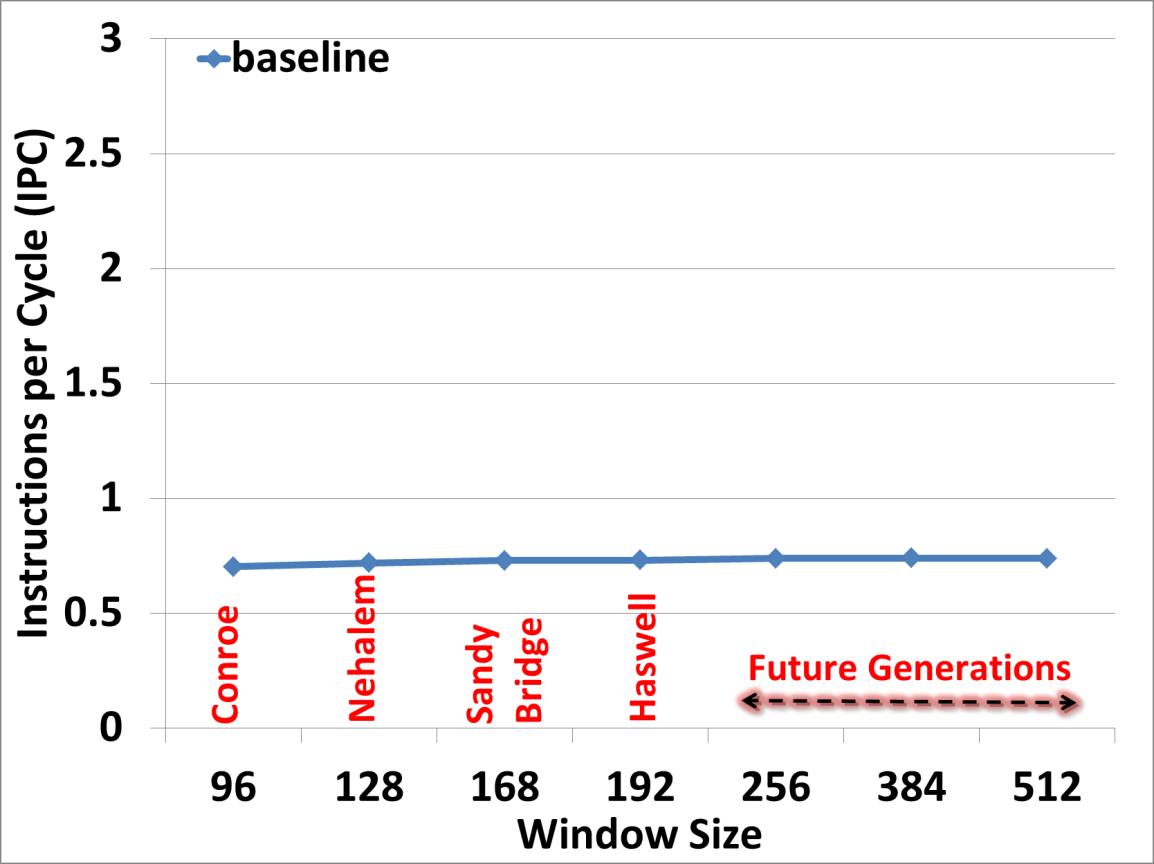 baseline
3
2.5
2
1.5
1
0.5
0
Instructions per Cycle (IPC)
Conroe
Nehalem
Sandy
Bridge
Haswell
Future Generations
96 128 168 192 256 384 512
Window Size